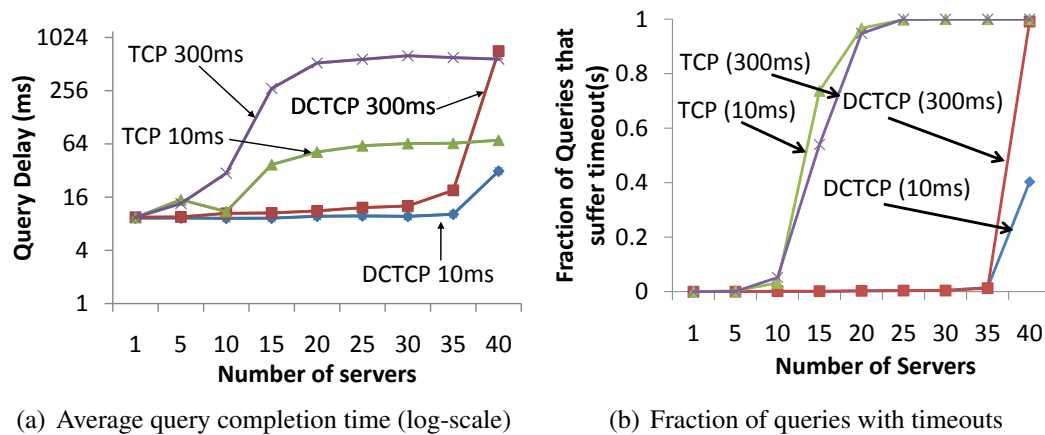 1024
256
64
16
4
1
Query Delay (ms)
TCP 300ms
DCTCP 300ms
TCP 10ms
DCTCP 10ms
1 5 10 15 20 25 30 35 40
Number of servers
(a) Average query completion time (log-scale)
1
0.8
0.6
0.4
0.2
0
Fraction of Queries that
suffer timeout(s)
TCP (300ms)
TCP (10ms)
DCTCP (300ms)
DCTCP (10ms)
1 5 10 15 20 25 30 35 40
Number of Servers
(b) Fraction of queries with timeouts